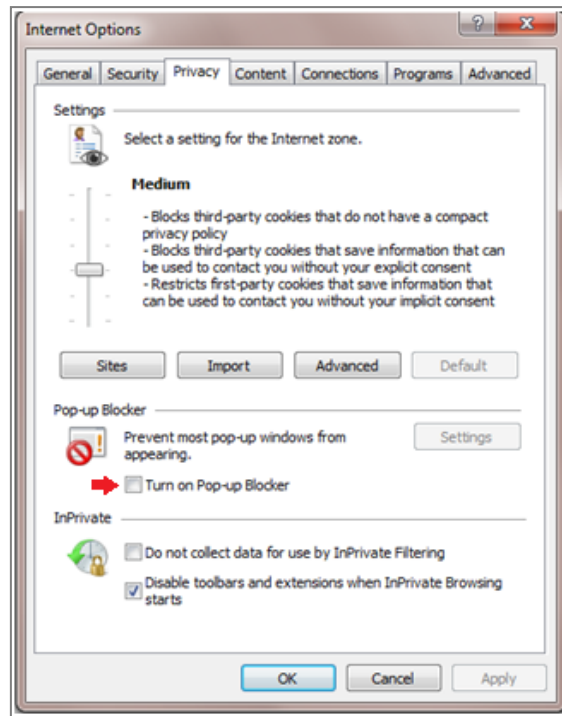 Internet Options
General Security Privacy Content Connections Programs Advanced
Settings
Select a setting for the Internet zone.
Medium
- Blocks third-party cookies that do not have a compact
privacy policy
- Blocks third-party cookies that save information that can
be used to contact you without your explicit consent
- Restricts first-party cookies that save information that
can be used to contact you without your implicit consent
Sites Import Advanced Default
Pop-up Blocker
Prevent most pop-up windows from Settings
appearing.
Turn on Pop-up Blocker
InPrivate
Do not collect data for use by InPrivate Filtering
Disable toolbars and extensions when InPrivate Browsing
starts
OK Cancel Apply